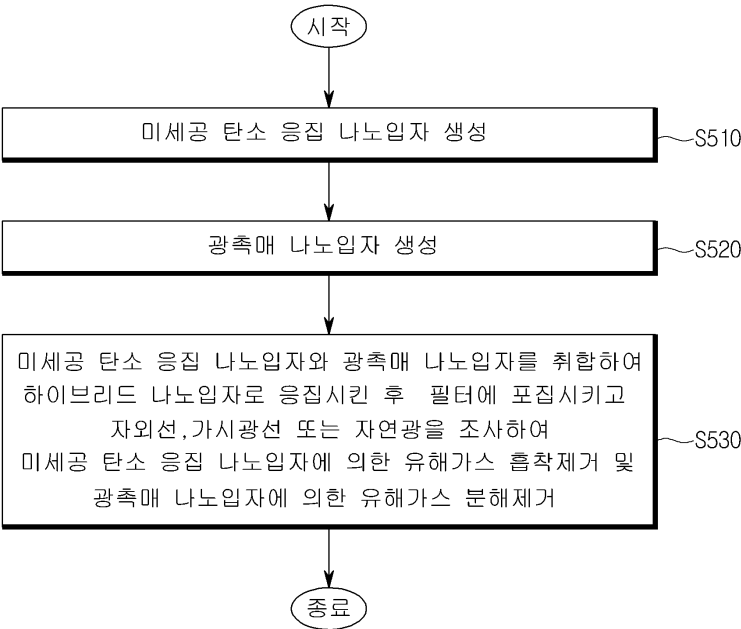 시작
미세공 탄소 응집 나노입자 생성
S510
광촉매 나노입자 생성
S520
미세공 탄소 응집 나노입자와 광촉매 나노입자를 취합하여
하이브리드 나노입자로 응집시킨 후 필터에 포집시키고
자외선,가시광선 또는 자연광을 조사하여
미세공 탄소 응집 나노입자에 의한 유해가스 흡착제거 및
광촉매 나노입자에 의한 유해가스 분해제거
S530
종료